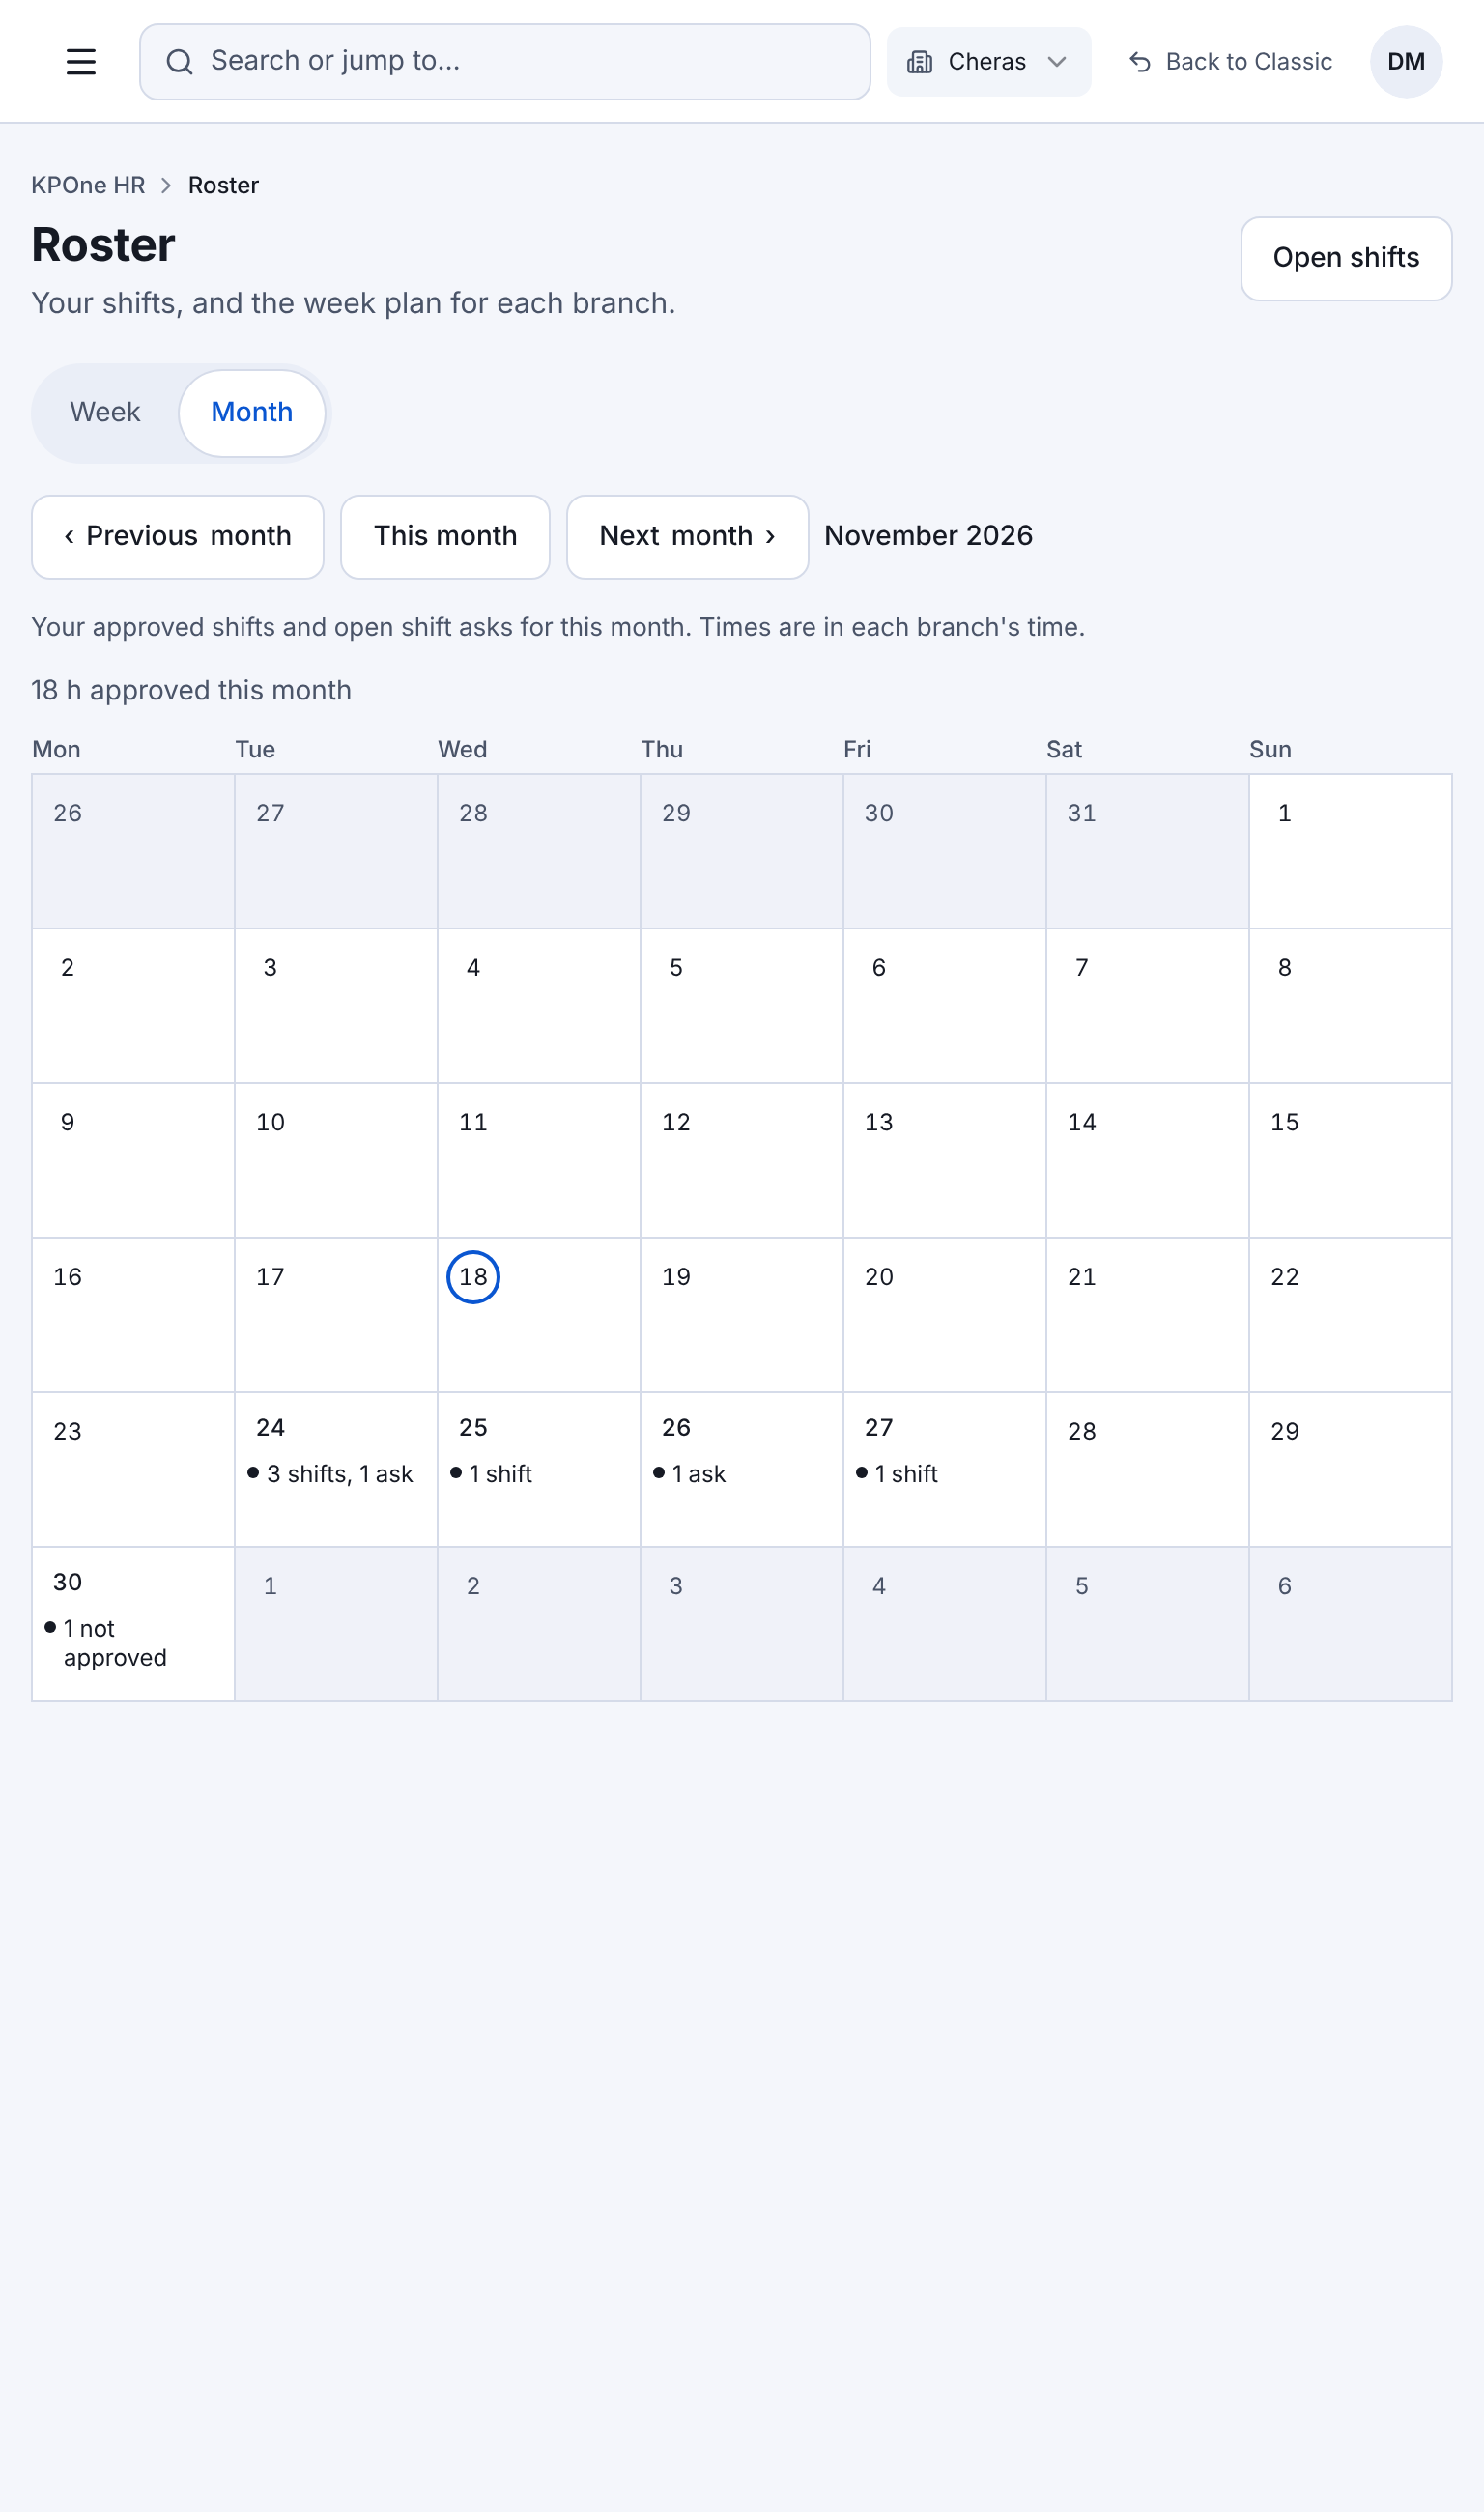 Search or jump to...
Cheras
Back to Classic
DM
KPOne HR > Roster
Roster
Open shifts
Your shifts, and the week plan for each branch.
Week
Month
‹ Previous month
This month
Next month ›
November 2026
Your approved shifts and open shift asks for this month. Times are in each branch's time.
18 h approved this month
Mon Tue Wed Thu Fri Sat Sun
26 27 28 29 30 31 1
2 3 4 5 6 7 8
9 10 11 12 13 14 15
16 17 18 19 20 21 22
23 24 25 26 27 28 29
3 shifts, 1 ask
1 shift
1 ask
1 shift
30 1 2 3 4 5 6
1 not
approved